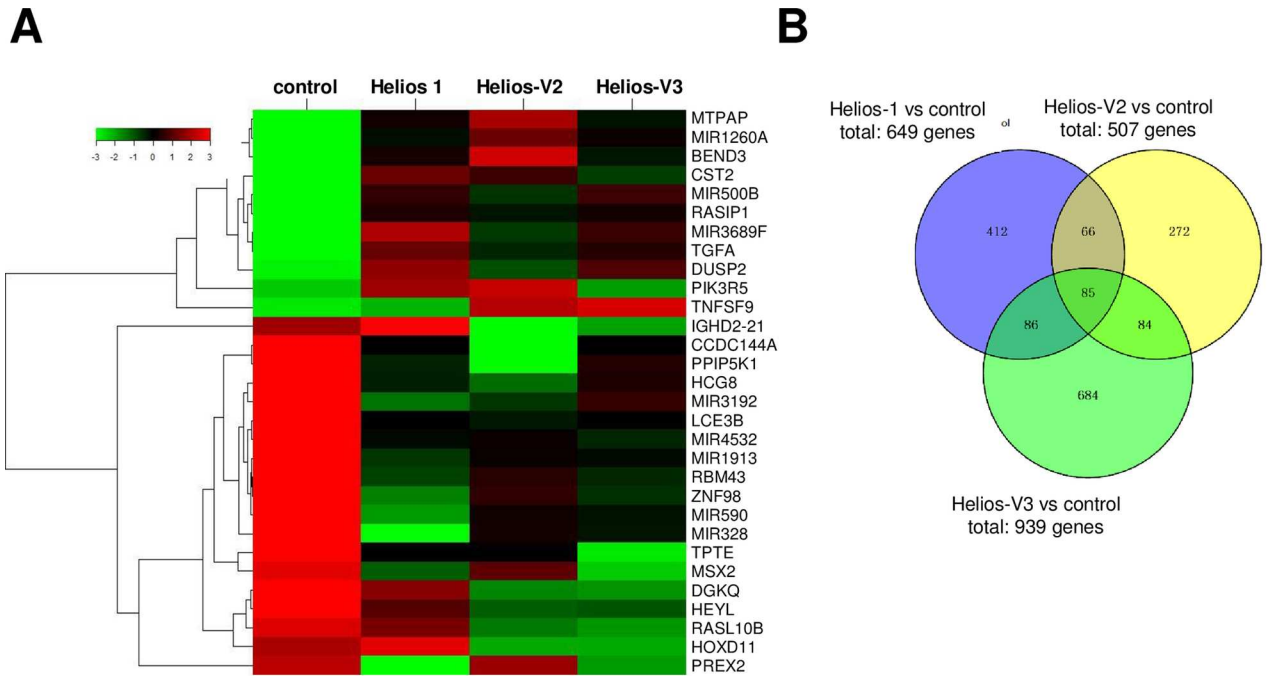 A
B
control Helios 1 Helios-V2 Helios-V3
-3 -2 -1 0 1 2 3
MTPAP
MIR1260A
BEND3
CST2
MIR500B
RASIP1
MIR3689F
TGFA
DUSP2
PIK3R5
TNFSF9
IGHD2-21
CCDC144A
PPIP5K1
HCG8
MIR3192
LCE3B
MIR4532
MIR1913
RBM43
ZNF98
MIR590
MIR328
TPTE
MSX2
DGKQ
HEYL
RASL10B
HOXD11
PREX2
Helios-1 vs control
total: 649 genes
ol
Helios-V2 vs control
total: 507 genes
412
66
272
85
86
84
684
Helios-V3 vs control
total: 939 genes